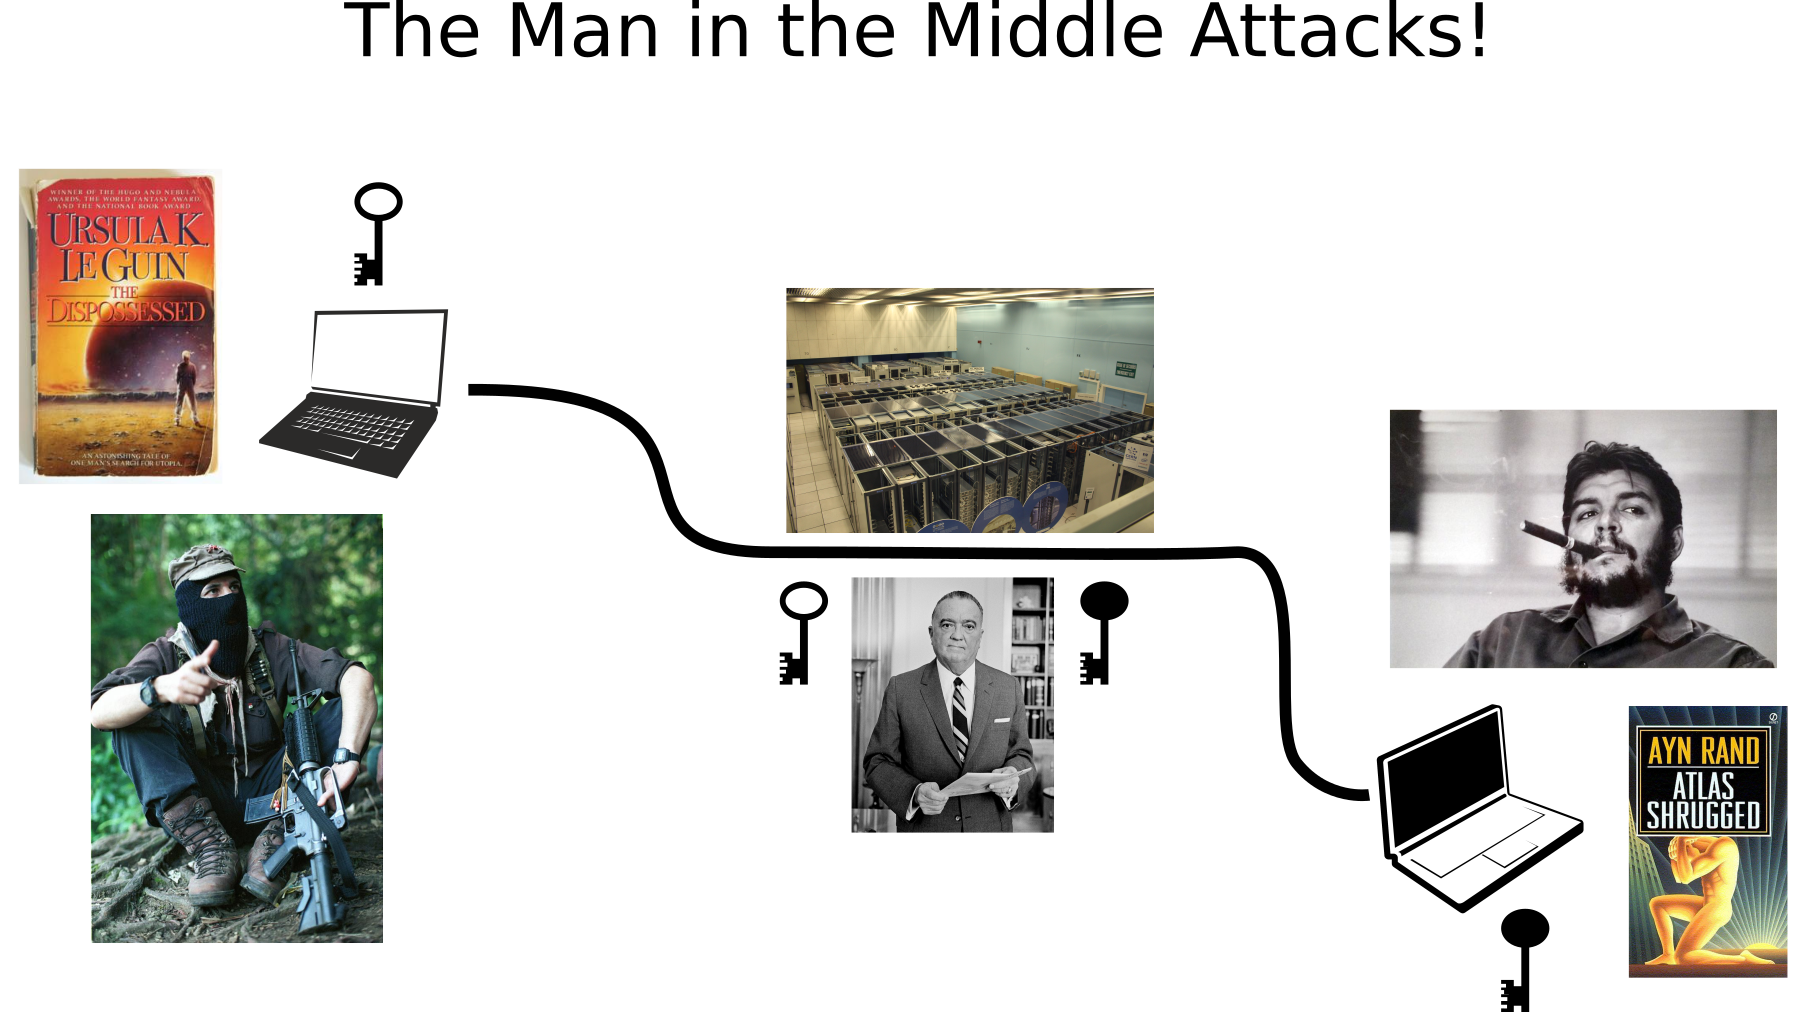 The Man in the Middle Attacks!
WINNER OF THE HUGO AND NEBULA
AWARDS, THE WORLD FANTASY AWARD
AND THE NATIONAL BOOK AWARD
URSULA K.
LE GUIN
THE
DISPOSSESSED
AN ASTONISHING TALE OF
ONE MAN'S SEARCH FOR UTOPIA.
AYN RAND
ATLAS
SHRUGGED